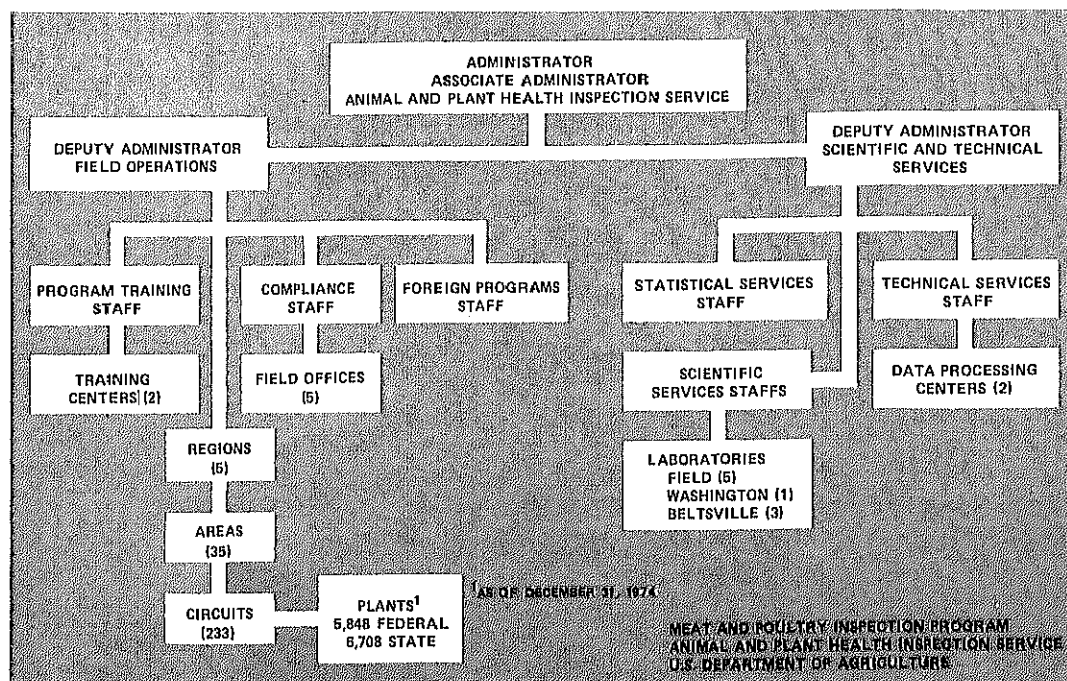 ADMINISTRATOR
ASSOCIATE ADMINISTRATOR
ANIMAL AND PLANT HEALTH INSPECTION SERVICE
DEPUTY ADMINISTRATOR
FIELD OPERATIONS
DEPUTY ADMINISTRATOR
SCIENTIFIC AND TECHNICAL
SERVICES
PROGRAM TRAINING
STAFF
COMPLIANCE
STAFF
FOREIGN PROGRAMS
STAFF
STATISTICAL SERVICES
STAFF
TECHNICAL SERVICES
STAFF
TRAINING
CENTERS (2)
FIELD OFFICES
(5)
SCIENTIFIC
SERVICES STAFFS
DATA PROCESSING
CENTERS (2)
REGIONS
(5)
LABORATORIES
FIELD (5)
WASHINGTON (1)
BELTSVILLE (3)
AREAS
(35)
CIRCUITS
(233)
PLANTS¹
5,848 FEDERAL
6,708 STATE
¹AS OF DECEMBER 31, 1974
MEAT AND POULTRY INSPECTION PROGRAM
ANIMAL AND PLANT HEALTH INSPECTION SERVICE
U.S. DEPARTMENT OF AGRICULTURE